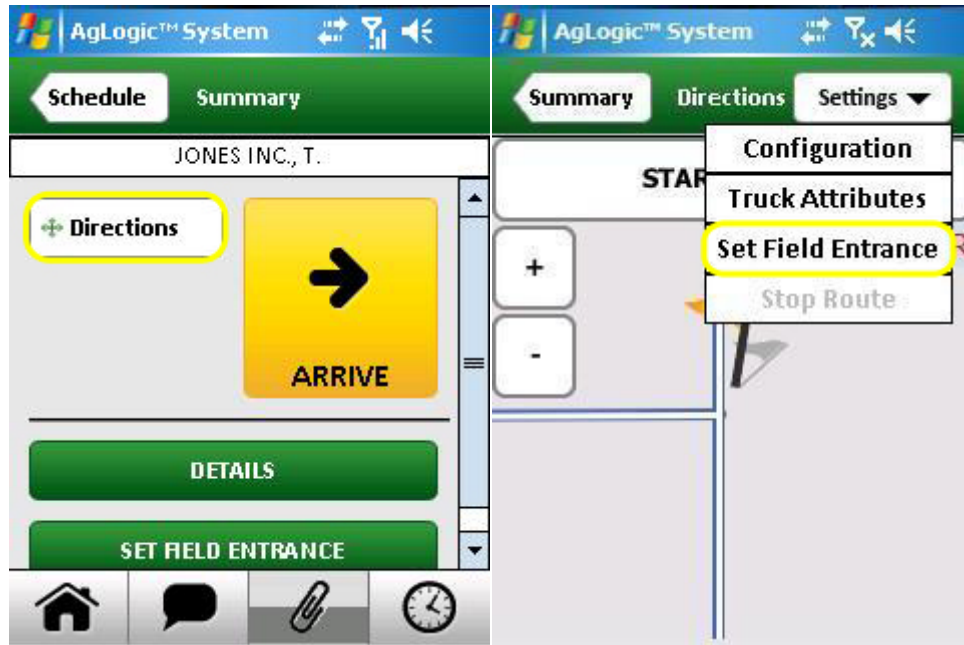 AgLogic™ System
Schedule Summary
JONES INC., T.
Directions
ARRIVE
DETAILS
SET FIELD ENTRANCE
AgLogic™ System
Summary Directions Settings
Configuration
STAR
Truck Attributes
+
Set Field Entrance
Stop Route
-